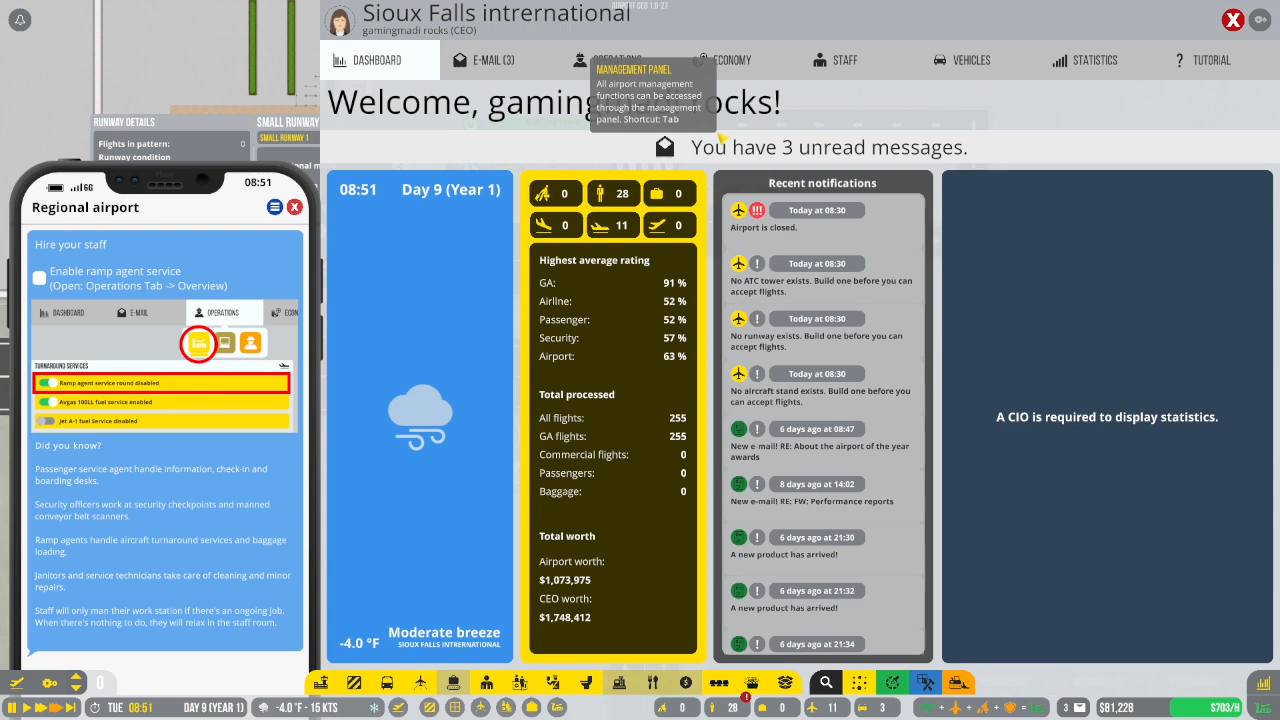 AIRPORT CEO 1.0-27
Sioux Falls international
gamingmadi rocks (CEO)
DASHBOARD
E-MAIL (3)
ECONOMY
STAFF
VEHICLES
STATISTICS
TUTORIAL
MANAGEMENT PANEL
All airport management
functions can be accessed
through the management
panel. Shortcut: Tab
Welcome, gaming
ocks!
You have 3 unread messages.
RUNWAY DETAILS
Flights in pattern: 0
Runway condition
SMALL RUNWAY
SMALL RUNWAY 1
6G
08:51
Regional airport
Hire your staff
Enable ramp agent service
(Open: Operations Tab -> Overview)
DASHBOARD
E-MAIL
OPERATIONS
ECON
TURNAROUND SERVICES
Ramp agent service round disabled
Avgas 100LL fuel service enabled
Jet A-1 fuel Service disabled
Did you know?
Passenger service agent handle information, check-in and
boarding desks.
Security officers work at security checkpoints and manned
conveyor belt scanners.
Ramp agents handle aircraft turnaround services and baggage
loading.
Janitors and service technicians take care of cleaning and minor
repairs.
Staff will only man their work station if there's an ongoing job.
When there's nothing to do, they will relax in the staff room.
08:51 Day 9 (Year 1)
-4.0 °F
Moderate breeze
SIOUX FALLS INTRERNATIONAL
0 28 0
0 11 0
Highest average rating
GA: 91 %
Airline: 52 %
Passenger: 52 %
Security: 57 %
Airport: 63 %
Total processed
All flights: 255
GA flights: 255
Commercial flights: 0
Passengers: 0
Baggage: 0
Total worth
Airport worth:
$1,073,975
CEO worth:
$1,748,412
Recent notifications
Today at 08:30
Airport is closed.
Today at 08:30
No ATC tower exists. Build one before you can
accept flights.
Today at 08:30
No runway exists. Build one before you can
accept flights.
Today at 08:30
No aircraft stand exists. Build one before you
can accept flights.
6 days ago at 08:47
New e-mail! RE: About the airport of the year
awards
8 days ago at 14:02
New e-mail! RE: FW: Performance reports
6 days ago at 21:30
A new product has arrived!
6 days ago at 21:32
A new product has arrived!
6 days ago at 21:34
A CIO is required to display statistics.
0
TUE 08:51 DAY 9 (YEAR 1) -4.0 °F - 15 KTS
0 28 0 11 3
3 $81,228 $703/H